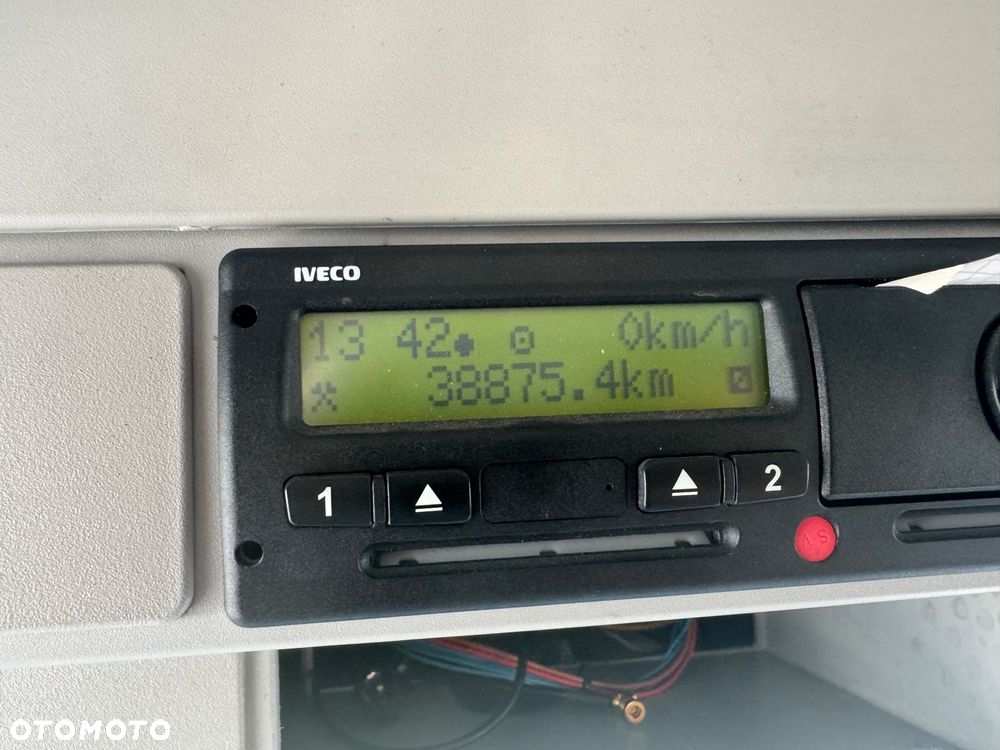 IVECO
13 42 0km/h
38875.4km
1 2
S V
OTOMOTO